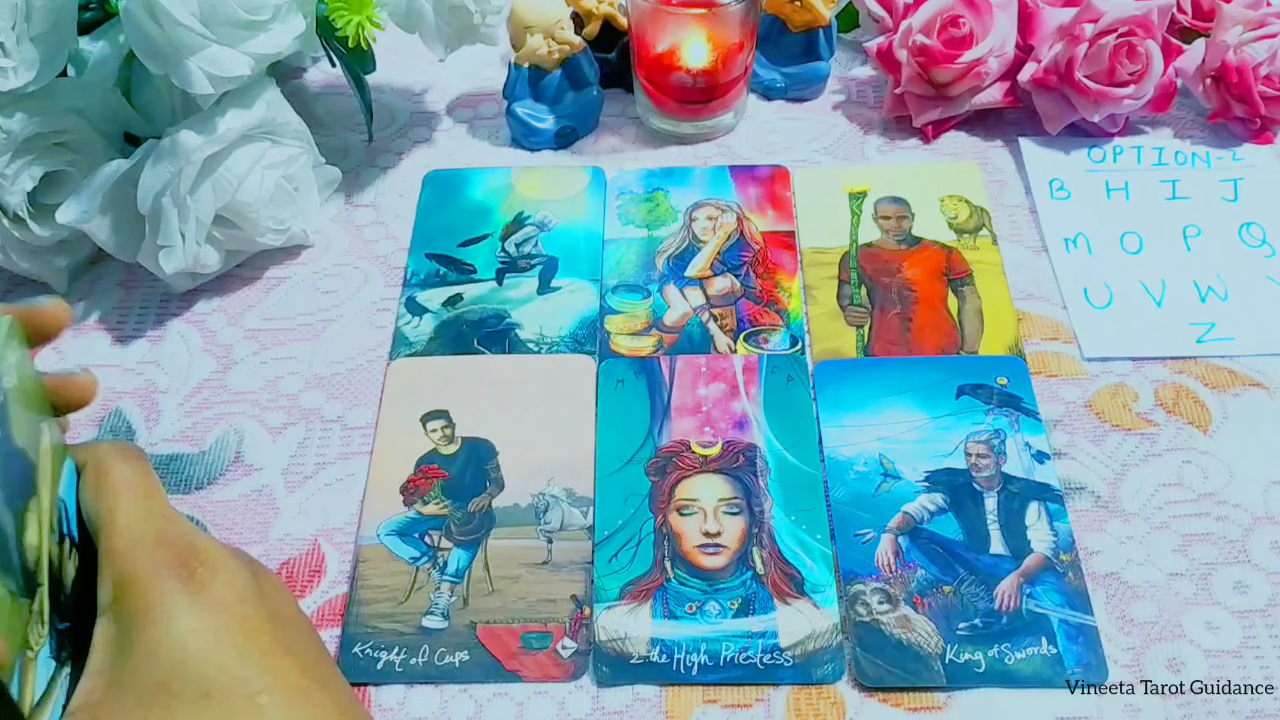 OPTION-2
B H I J
M O P Q
U V W Y
Z
Knight of Cups
2. the High Priestess
King of Swords
Vineeta Tarot Guidance